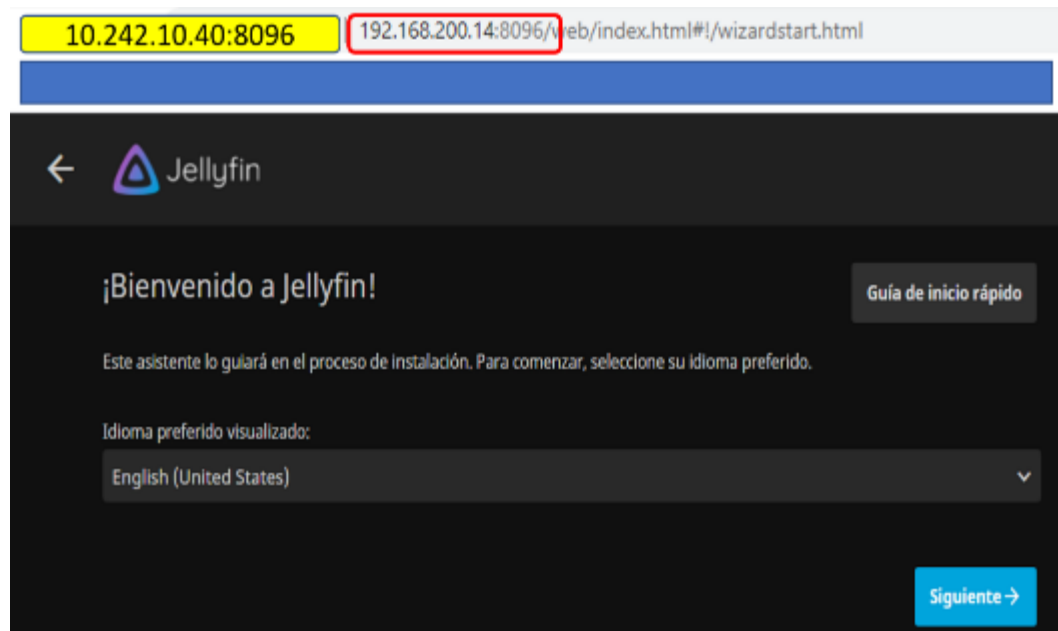 10.242.10.40:8096 192.168.200.14:8096/web/index.html#!/wizardstart.html
Jellyfin
¡Bienvenido a Jellyfin!
Guía de inicio rápido
Este asistente lo guiará en el proceso de instalación. Para comenzar, seleccione su idioma preferido.
Idioma preferido visualizado:
English (United States)
Siguiente→